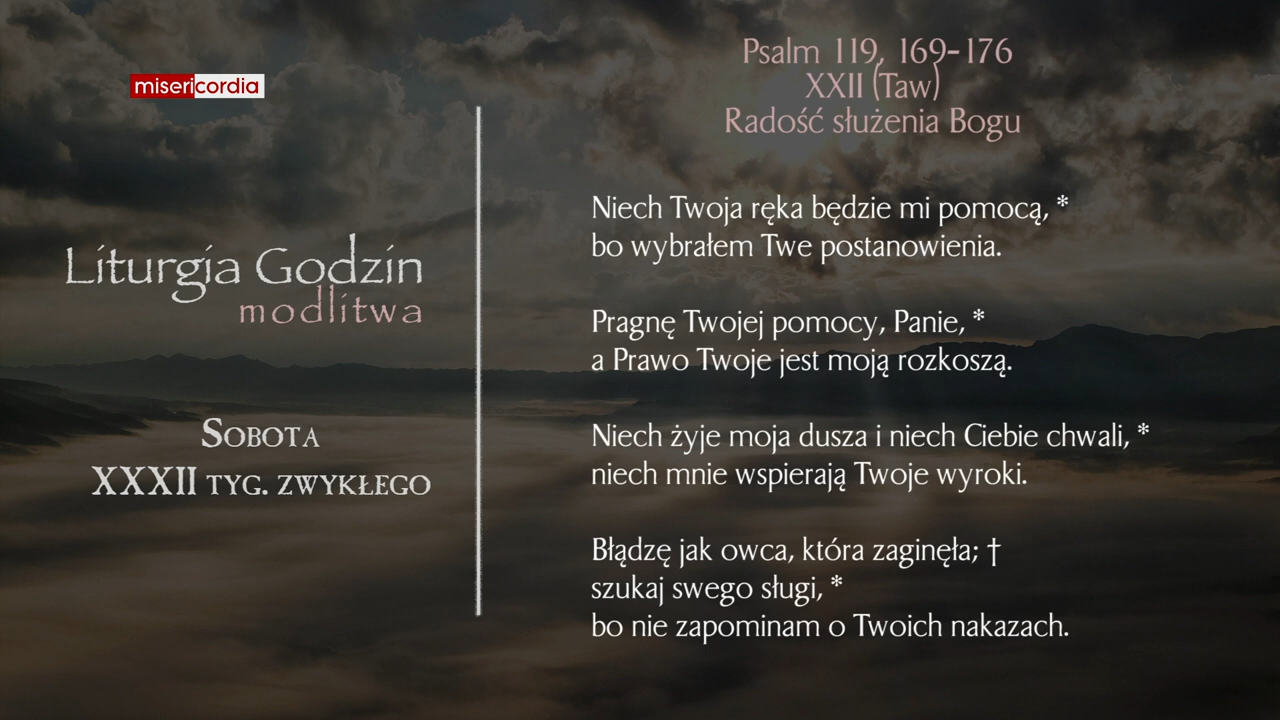 misericordia
Liturgia Godzin
modlitwa
Sobota
XXXII tyg. zwykłego
Psalm 119, 169-176
XXII (Taw)
Radość służenia Bogu
Niech Twoja ręka będzie mi pomocą, *
bo wybrałem Twe postanowienia.
Pragnę Twojej pomocy, Panie, *
a Prawo Twoje jest moją rozkoszą.
Niech żyje moja dusza i niech Ciebie chwali, *
niech mnie wspierają Twoje wyroki.
Błądzę jak owca, która zaginęła; †
szukaj swego sługi, *
bo nie zapominam o Twoich nakazach.